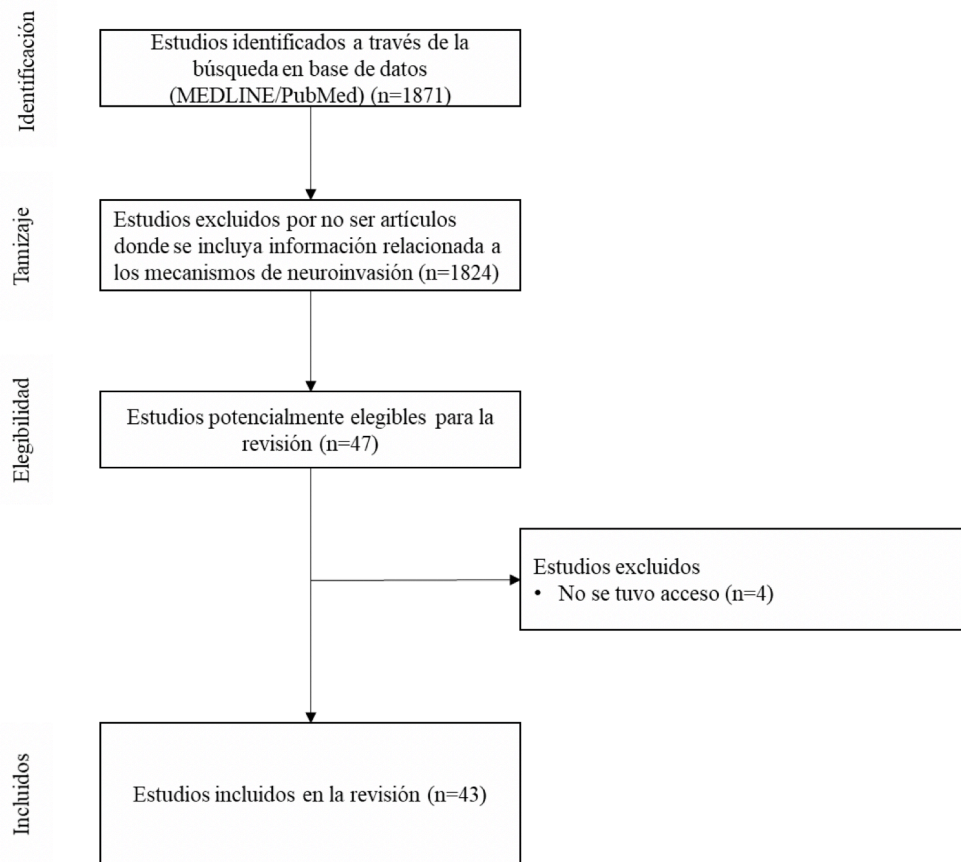 Identificación
Estudios identificados a través de la
búsqueda en base de datos
(MEDLINE/PubMed) (n=1871)
Tamizaje
Estudios excluidos por no ser artículos
donde se incluya información relacionada a
los mecanismos de neuroinvasión (n=1824)
Elegibilidad
Estudios potencialmente elegibles para la
revisión (n=47)
Estudios excluidos
• No se tuvo acceso (n=4)
Incluidos
Estudios incluidos en la revisión (n=43)